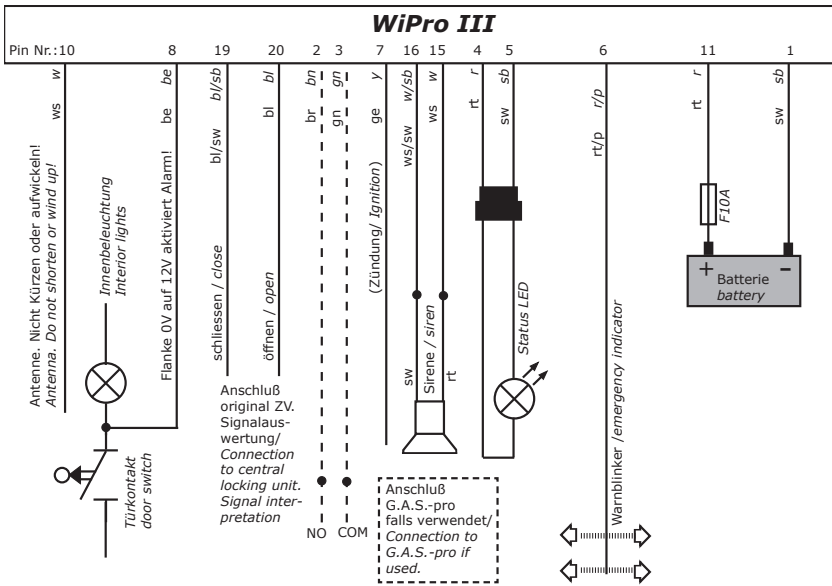 WiPro III
Pin Nr.:10 8 19 20 2 3 7 16 15 4 5 6 11 1
w be bl/sb bl bn gn y w/sb w r sb r/p r sb
ws be bl/sw bl br gn ge ws/sw ws rt sw rt/p rt sw
Antenne. Nicht Kürzen oder aufwickeln!
Antenna. Do not shorten or wind up!
Innenbeleuchtung
Interior lights
Flanke 0V auf 12V aktiviert Alarm!
schliessen / close
öffnen / open
(Zündung/ Ignition)
sw
Sirene / siren
rt
Status LED
Warnblinker /emergency indicator
F10A
+ -
Batterie
battery
Türkontakt
door switch
Anschluß
original ZV.
Signalaus-
wertung/
Connection
to central
locking unit.
Signal inter-
pretation
NO COM
Anschluß
G.A.S.-pro
falls verwendet/
Connection to
G.A.S.-pro if
used.